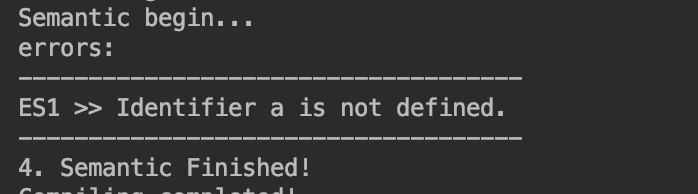 Semantic begin...
errors:
------------------------------------
ES1 >> Identifier a is not defined.
------------------------------------
4. Semantic Finished!
Compiling completed!